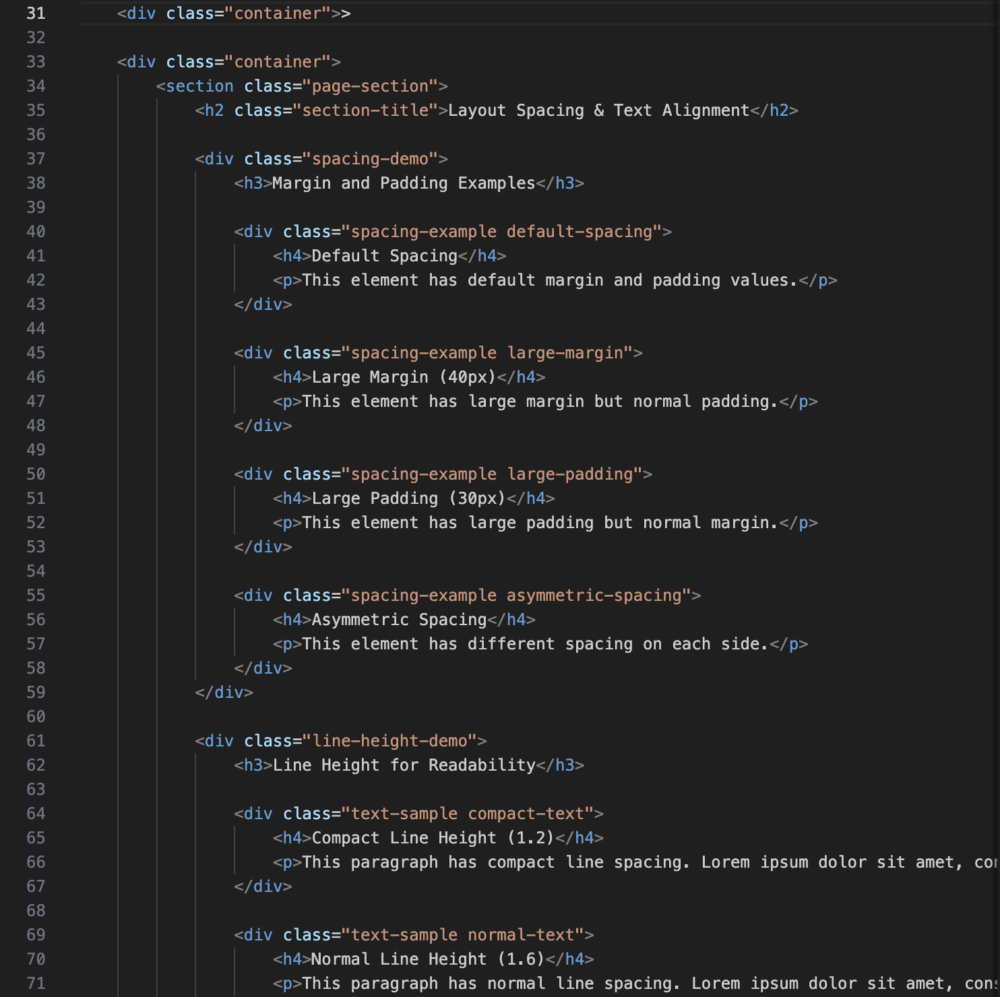 31 <div class="container">>
32
33 <div class="container">
34 <section class="page-section">
35 <h2 class="section-title">Layout Spacing & Text Alignment</h2>
36
37 <div class="spacing-demo">
38 <h3>Margin and Padding Examples</h3>
39
40 <div class="spacing-example default-spacing">
41 <h4>Default Spacing</h4>
42 <p>This element has default margin and padding values.</p>
43 </div>
44
45 <div class="spacing-example large-margin">
46 <h4>Large Margin (40px)</h4>
47 <p>This element has large margin but normal padding.</p>
48 </div>
49
50 <div class="spacing-example large-padding">
51 <h4>Large Padding (30px)</h4>
52 <p>This element has large padding but normal margin.</p>
53 </div>
54
55 <div class="spacing-example asymmetric-spacing">
56 <h4>Asymmetric Spacing</h4>
57 <p>This element has different spacing on each side.</p>
58 </div>
59 </div>
60
61 <div class="line-height-demo">
62 <h3>Line Height for Readability</h3>
63
64 <div class="text-sample compact-text">
65 <h4>Compact Line Height (1.2)</h4>
66 <p>This paragraph has compact line spacing. Lorem ipsum dolor sit amet,
67 </div>
68
69 <div class="text-sample normal-text">
70 <h4>Normal Line Height (1.6)</h4>
71 <p>This paragraph has normal line spacing. Lorem ipsum dolor sit amet,